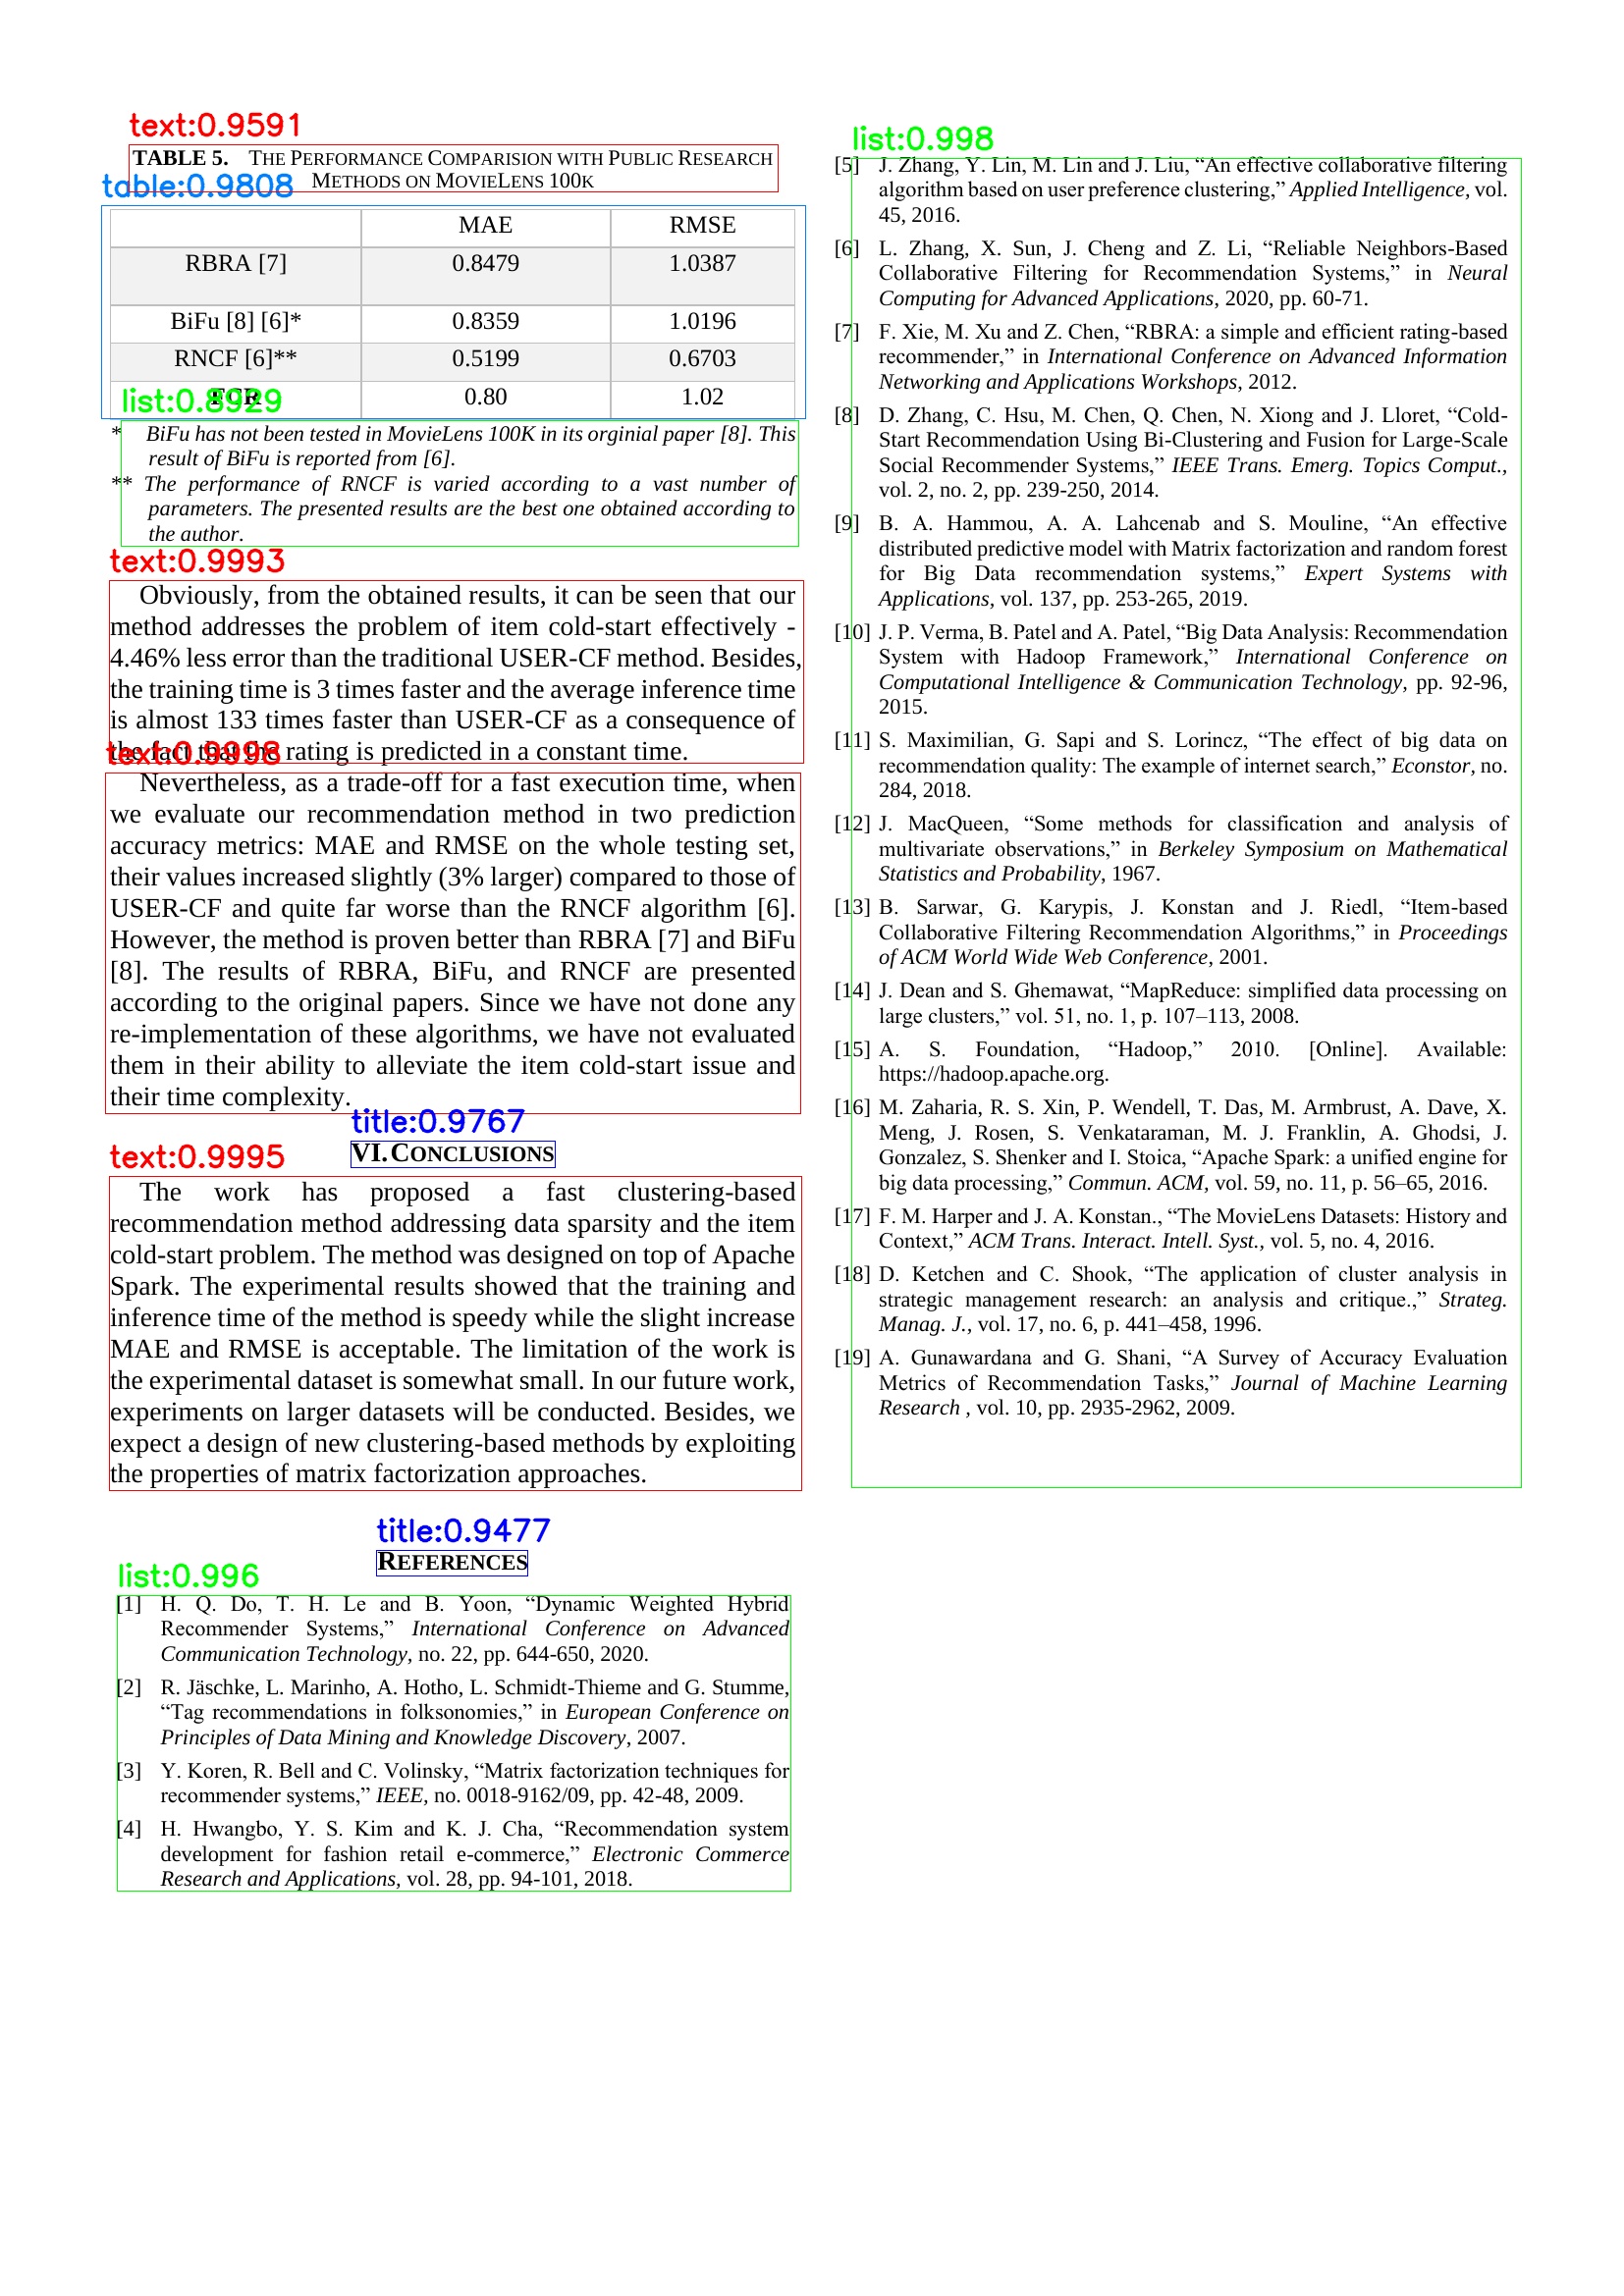 text:0.9591
TABLE 5. THE PERFORMANCE COMPARISION WITH PUBLIC RESEARCH
METHODS ON MOVIELENS 100K
table:0.9808
MAE RMSE
RBRA [7] 0.8479 1.0387
BiFu [8] [6]* 0.8359 1.0196
RNCF [6]** 0.5199 0.6703
0.80 1.02
list:0.8929
* BiFu has not been tested in MovieLens 100K in its orginial paper [8]. This
result of BiFu is reported from [6].
** The performance of RNCF is varied according to a vast number of
parameters. The presented results are the best one obtained according to
the author.
text:0.9993
Obviously, from the obtained results, it can be seen that our
method addresses the problem of item cold-start effectively -
4.46% less error than the traditional USER-CF method. Besides,
the training time is 3 times faster and the average inference time
is almost 133 times faster than USER-CF as a consequence of
the fact that the rating is predicted in a constant time.
text:0.9998
Nevertheless, as a trade-off for a fast execution time, when
we evaluate our recommendation method in two prediction
accuracy metrics: MAE and RMSE on the whole testing set,
their values increased slightly (3% larger) compared to those of
USER-CF and quite far worse than the RNCF algorithm [6].
However, the method is proven better than RBRA [7] and BiFu
[8]. The results of RBRA, BiFu, and RNCF are presented
according to the original papers. Since we have not done any
re-implementation of these algorithms, we have not evaluated
them in their ability to alleviate the item cold-start issue and
their time complexity.
title:0.9767
VI. CONCLUSIONS
text:0.9995
The work has proposed a fast clustering-based
recommendation method addressing data sparsity and the item
cold-start problem. The method was designed on top of Apache
Spark. The experimental results showed that the training and
inference time of the method is speedy while the slight increase
MAE and RMSE is acceptable. The limitation of the work is
the experimental dataset is somewhat small. In our future work,
experiments on larger datasets will be conducted. Besides, we
expect a design of new clustering-based methods by exploiting
the properties of matrix factorization approaches.
title:0.9477
REFERENCES
list:0.996
[1] H. Q. Do, T. H. Le and B. Yoon, “Dynamic Weighted Hybrid
Recommender Systems,” International Conference on Advanced
Communication Technology, no. 22, pp. 644-650, 2020.
[2] R. Jäschke, L. Marinho, A. Hotho, L. Schmidt-Thieme and G. Stumme,
“Tag recommendations in folksonomies,” in European Conference on
Principles of Data Mining and Knowledge Discovery, 2007.
[3] Y. Koren, R. Bell and C. Volinsky, “Matrix factorization techniques for
recommender systems,” IEEE, no. 0018-9162/09, pp. 42-48, 2009.
[4] H. Hwangbo, Y. S. Kim and K. J. Cha, “Recommendation system
development for fashion retail e-commerce,” Electronic Commerce
Research and Applications, vol. 28, pp. 94-101, 2018.
list:0.998
[5] J. Zhang, Y. Lin, M. Lin and J. Liu, “An effective collaborative filtering
algorithm based on user preference clustering,” Applied Intelligence, vol.
45, 2016.
[6] L. Zhang, X. Sun, J. Cheng and Z. Li, “Reliable Neighbors-Based
Collaborative Filtering for Recommendation Systems,” in Neural
Computing for Advanced Applications, 2020, pp. 60-71.
[7] F. Xie, M. Xu and Z. Chen, “RBRA: a simple and efficient rating-based
recommender,” in International Conference on Advanced Information
Networking and Applications Workshops, 2012.
[8] D. Zhang, C. Hsu, M. Chen, Q. Chen, N. Xiong and J. Lloret, “Cold-
Start Recommendation Using Bi-Clustering and Fusion for Large-Scale
Social Recommender Systems,” IEEE Trans. Emerg. Topics Comput.,
vol. 2, no. 2, pp. 239-250, 2014.
[9] B. A. Hammou, A. A. Lahcenab and S. Mouline, “An effective
distributed predictive model with Matrix factorization and random forest
for Big Data recommendation systems,” Expert Systems with
Applications, vol. 137, pp. 253-265, 2019.
[10] J. P. Verma, B. Patel and A. Patel, “Big Data Analysis: Recommendation
System with Hadoop Framework,” International Conference on
Computational Intelligence & Communication Technology, pp. 92-96,
2015.
[11] S. Maximilian, G. Sapi and S. Lorincz, “The effect of big data on
recommendation quality: The example of internet search,” Econstor, no.
284, 2018.
[12] J. MacQueen, “Some methods for classification and analysis of
multivariate observations,” in Berkeley Symposium on Mathematical
Statistics and Probability, 1967.
[13] B. Sarwar, G. Karypis, J. Konstan and J. Riedl, “Item-based
Collaborative Filtering Recommendation Algorithms,” in Proceedings
of ACM World Wide Web Conference, 2001.
[14] J. Dean and S. Ghemawat, “MapReduce: simplified data processing on
large clusters,” vol. 51, no. 1, p. 107–113, 2008.
[15] A. S. Foundation, “Hadoop,” 2010. [Online]. Available:
https://hadoop.apache.org.
[16] M. Zaharia, R. S. Xin, P. Wendell, T. Das, M. Armbrust, A. Dave, X.
Meng, J. Rosen, S. Venkataraman, M. J. Franklin, A. Ghodsi, J.
Gonzalez, S. Shenker and I. Stoica, “Apache Spark: a unified engine for
big data processing,” Commun. ACM, vol. 59, no. 11, p. 56–65, 2016.
[17] F. M. Harper and J. A. Konstan., “The MovieLens Datasets: History and
Context,” ACM Trans. Interact. Intell. Syst., vol. 5, no. 4, 2016.
[18] D. Ketchen and C. Shook, “The application of cluster analysis in
strategic management research: an analysis and critique.,” Strateg.
Manag. J., vol. 17, no. 6, p. 441–458, 1996.
[19] A. Gunawardana and G. Shani, “A Survey of Accuracy Evaluation
Metrics of Recommendation Tasks,” Journal of Machine Learning
Research , vol. 10, pp. 2935-2962, 2009.